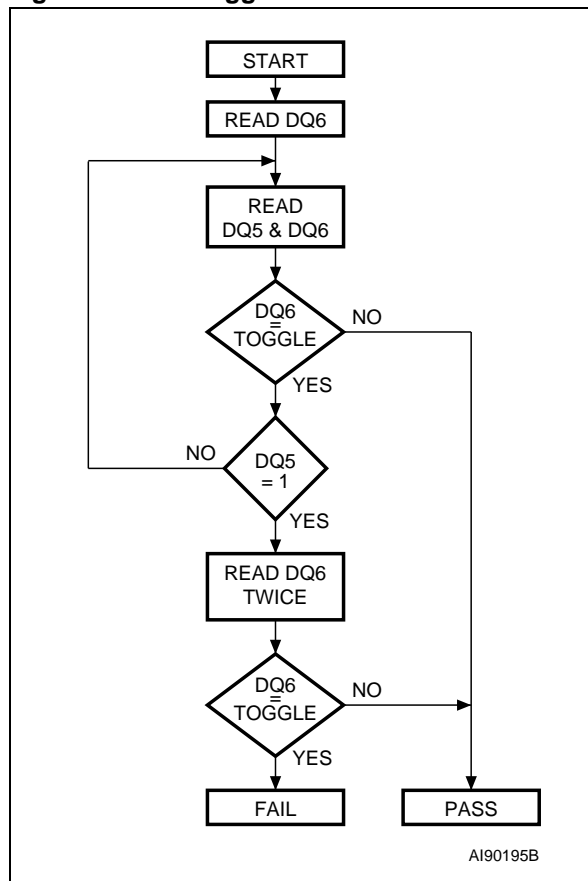 START
READ DQ6
READ
DQ5 & DQ6
DQ6
=
TOGGLE
NO
YES
NO
DQ5
= 1
YES
READ DQ6
TWICE
DQ6
=
TOGGLE
NO
YES
FAIL
PASS
AI90195B